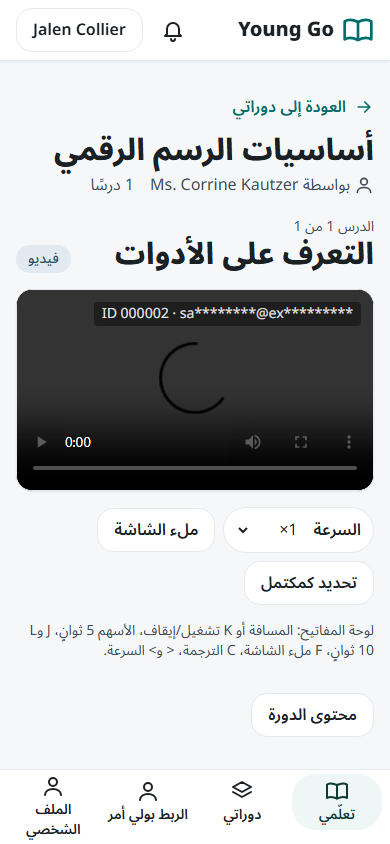 Young Go
Jalen Collier
العودة إلى دوراتي
أساسيات الرسم الرقمي
بواسطة Ms. Corrine Kautzer 1 درسًا
الدرس 1 من 1
التعرف على الأدوات
فيديو
ID 000002 · sa********@ex*********
0:00
السرعة
1×
ملء الشاشة
تحديد كمكتمل
لوحة المفاتيح: المسافة أو K تشغيل/إيقاف، الأسهم 5 ثوانٍ، J وL
10 ثوانٍ، F ملء الشاشة، C الترجمة، < و> السرعة.
محتوى الدورة
تعلّمي
دوراتي
الربط بولي أمر
الملف
الشخصي